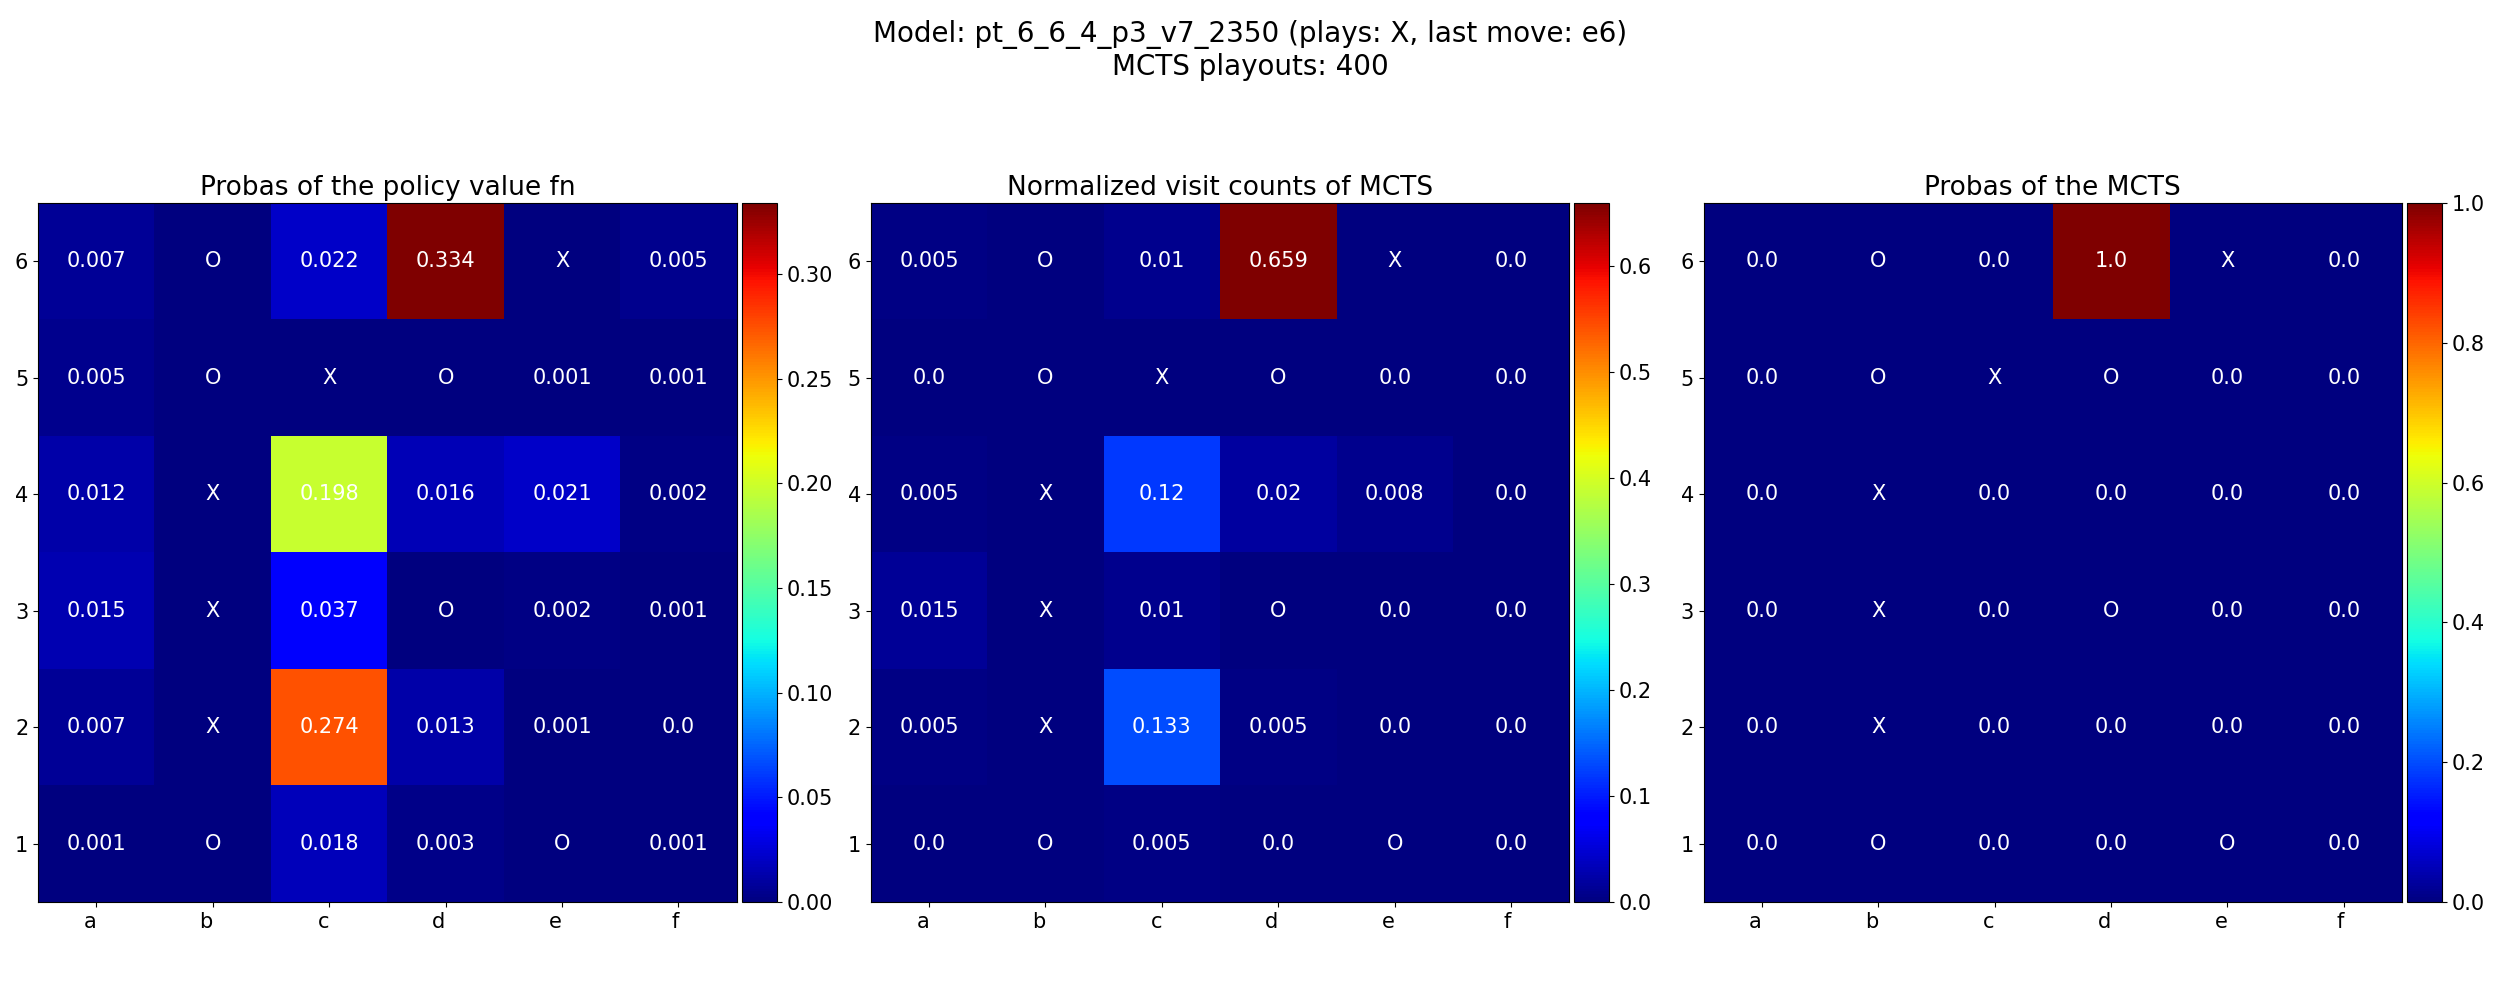 Model: pt_6_6_4_p3_v7_2350 (plays: X, last move: e6)
MCTS playouts: 400
Probas of the policy value fn
6 0.007 O 0.022 0.334 X 0.005
5 0.005 O X O 0.001 0.001
4 0.012 X 0.198 0.016 0.021 0.002
3 0.015 X 0.037 O 0.002 0.001
2 0.007 X 0.274 0.013 0.001 0.0
1 0.001 O 0.018 0.003 O 0.001
a b c d e f
0.30
0.25
0.20
0.15
0.10
0.05
0.00
Normalized visit counts of MCTS
6 0.005 O 0.01 0.659 X 0.0
5 0.0 O X O 0.0 0.0
4 0.005 X 0.12 0.02 0.008 0.0
3 0.015 X 0.01 O 0.0 0.0
2 0.005 X 0.133 0.005 0.0 0.0
1 0.0 O 0.005 0.0 O 0.0
a b c d e f
0.6
0.5
0.4
0.3
0.2
0.1
0.0
Probas of the MCTS
6 0.0 O 0.0 1.0 X 0.0
5 0.0 O X O 0.0 0.0
4 0.0 X 0.0 0.0 0.0 0.0
3 0.0 X 0.0 O 0.0 0.0
2 0.0 X 0.0 0.0 0.0 0.0
1 0.0 O 0.0 0.0 O 0.0
a b c d e f
1.0
0.8
0.6
0.4
0.2
0.0